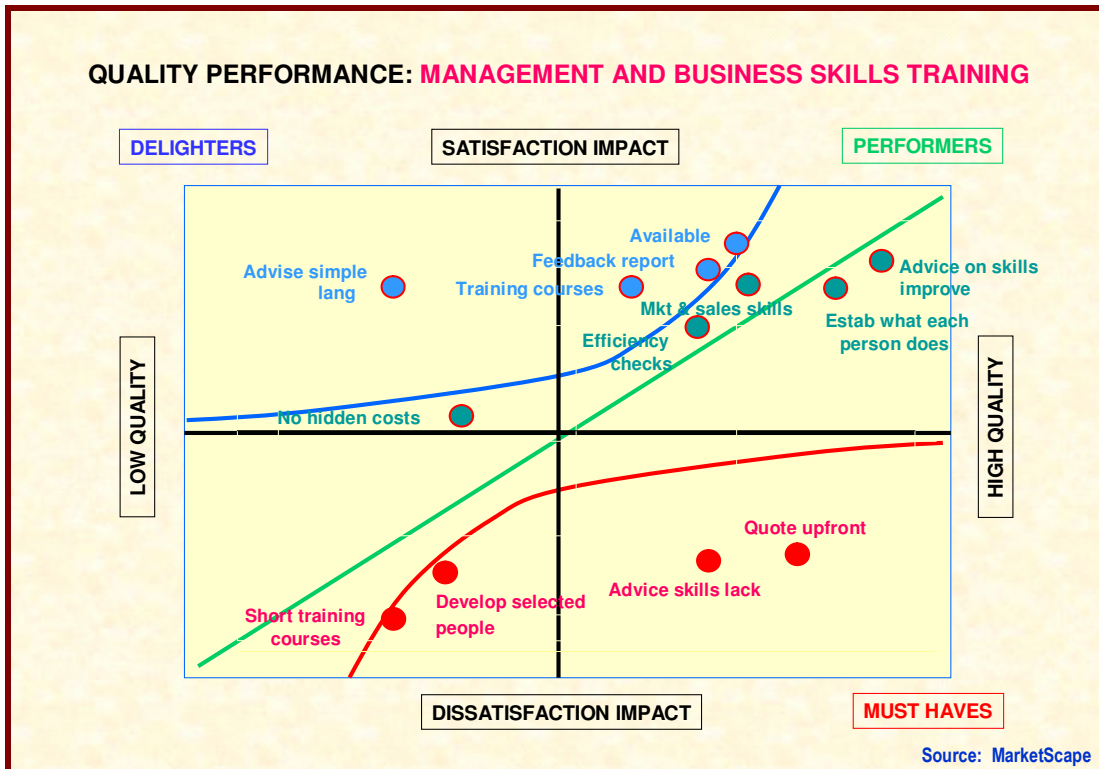 QUALITY PERFORMANCE: MANAGEMENT AND BUSINESS SKILLS TRAINING
DELIGHTERS
SATISFACTION IMPACT
PERFORMERS
Available
Feedback report
Training courses
Advise simple
lang
Advice on skills
improve
Mkt & sales skills
Estab what each
person does
Efficiency
checks
No hidden costs
LOW QUALITY
HIGH QUALITY
Quote upfront
Advice skills lack
Develop selected
people
Short training
courses
DISSATISFACTION IMPACT
MUST HAVES
Source: MarketScape